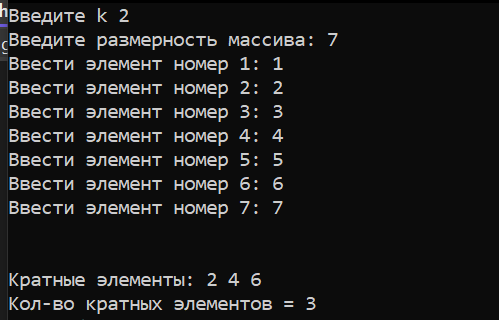 Введите k 2
Введите размерность массива: 7
Ввести элемент номер 1: 1
Ввести элемент номер 2: 2
Ввести элемент номер 3: 3
Ввести элемент номер 4: 4
Ввести элемент номер 5: 5
Ввести элемент номер 6: 6
Ввести элемент номер 7: 7
Кратные элементы: 2 4 6
Кол-во кратных элементов = 3